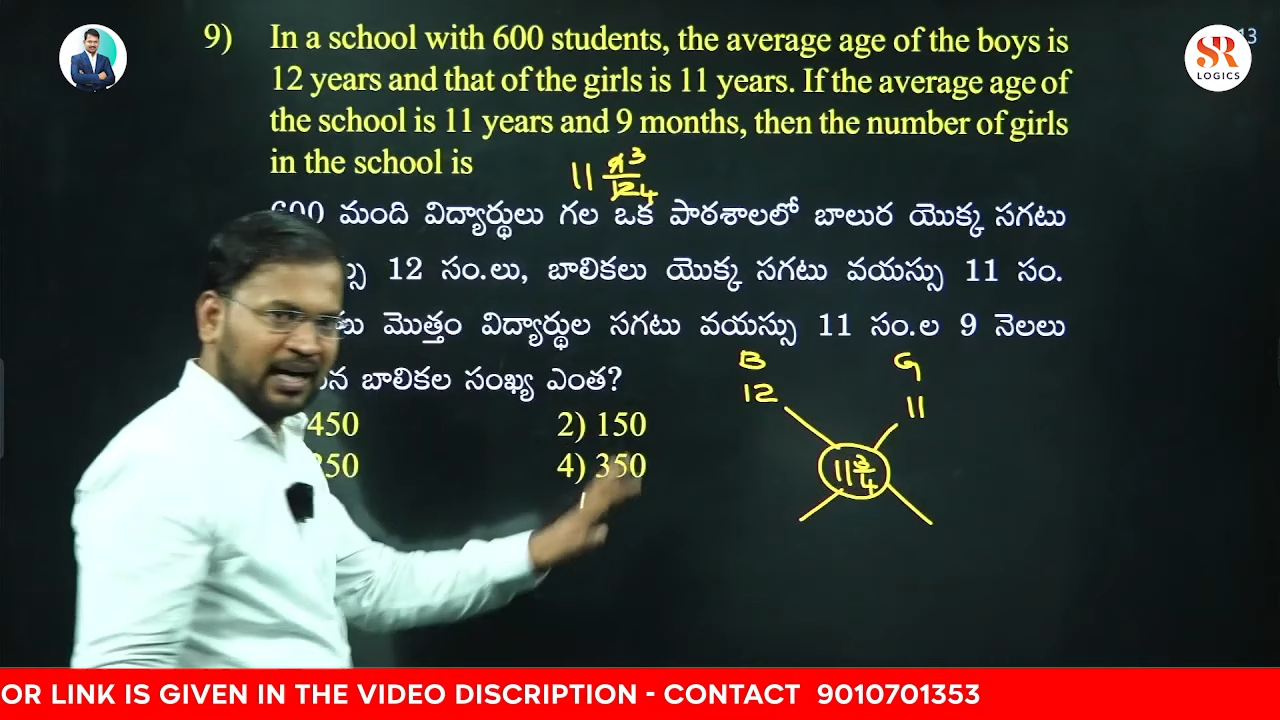 9) In a school with 600 students, the average age of the boys is
12 years and that of the girls is 11 years. If the average age of
the school is 11 years and 9 months, then the number of girls
in the school is
11 9 3
12 4
600 మంది విద్యార్థులు గల ఒక పాఠశాలలో బాలుర యొక్క సగటు
12 సం.లు, బాలికలు యొక్క సగటు వయస్సు 11 సం.
మొత్తం విద్యార్థుల సగటు వయస్సు 11 సం.ల 9 నెలలు
బాలికల సంఖ్య ఎంత?
450 2) 150
4) 350
B G
12 11
11 3/4
13
SR
LOGICS
OR LINK IS GIVEN IN THE VIDEO DISCRIPTION - CONTACT 9010701353